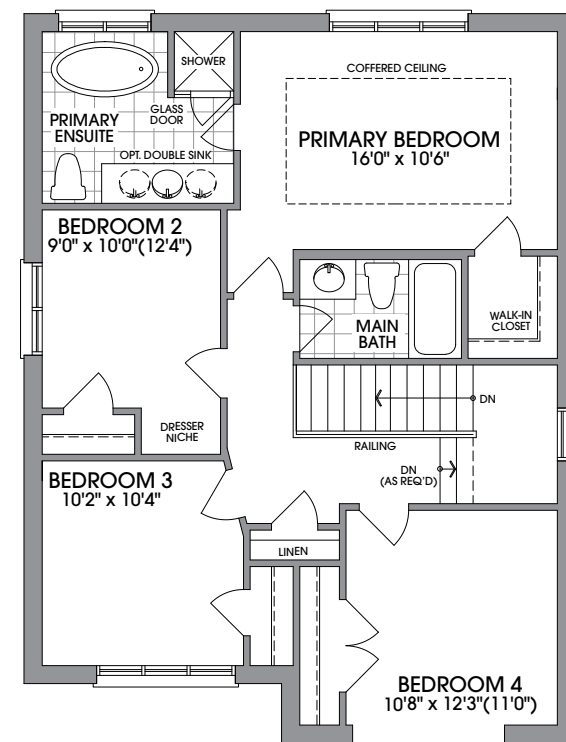 SHOWER
COFFERED CEILING
GLASS
DOOR
PRIMARY
ENSUITE
PRIMARY BEDROOM
16'0" x 10'6"
OPT. DOUBLE SINK
BEDROOM 2
9'0" x 10'0"(12'4")
MAIN
BATH
WALK-IN
CLOSET
DN
DRESSER
NICHE
RAILING
DN
(AS REQ'D)
BEDROOM 3
10'2" x 10'4"
LINEN
BEDROOM 4
10'8" x 12'3"(11'0")